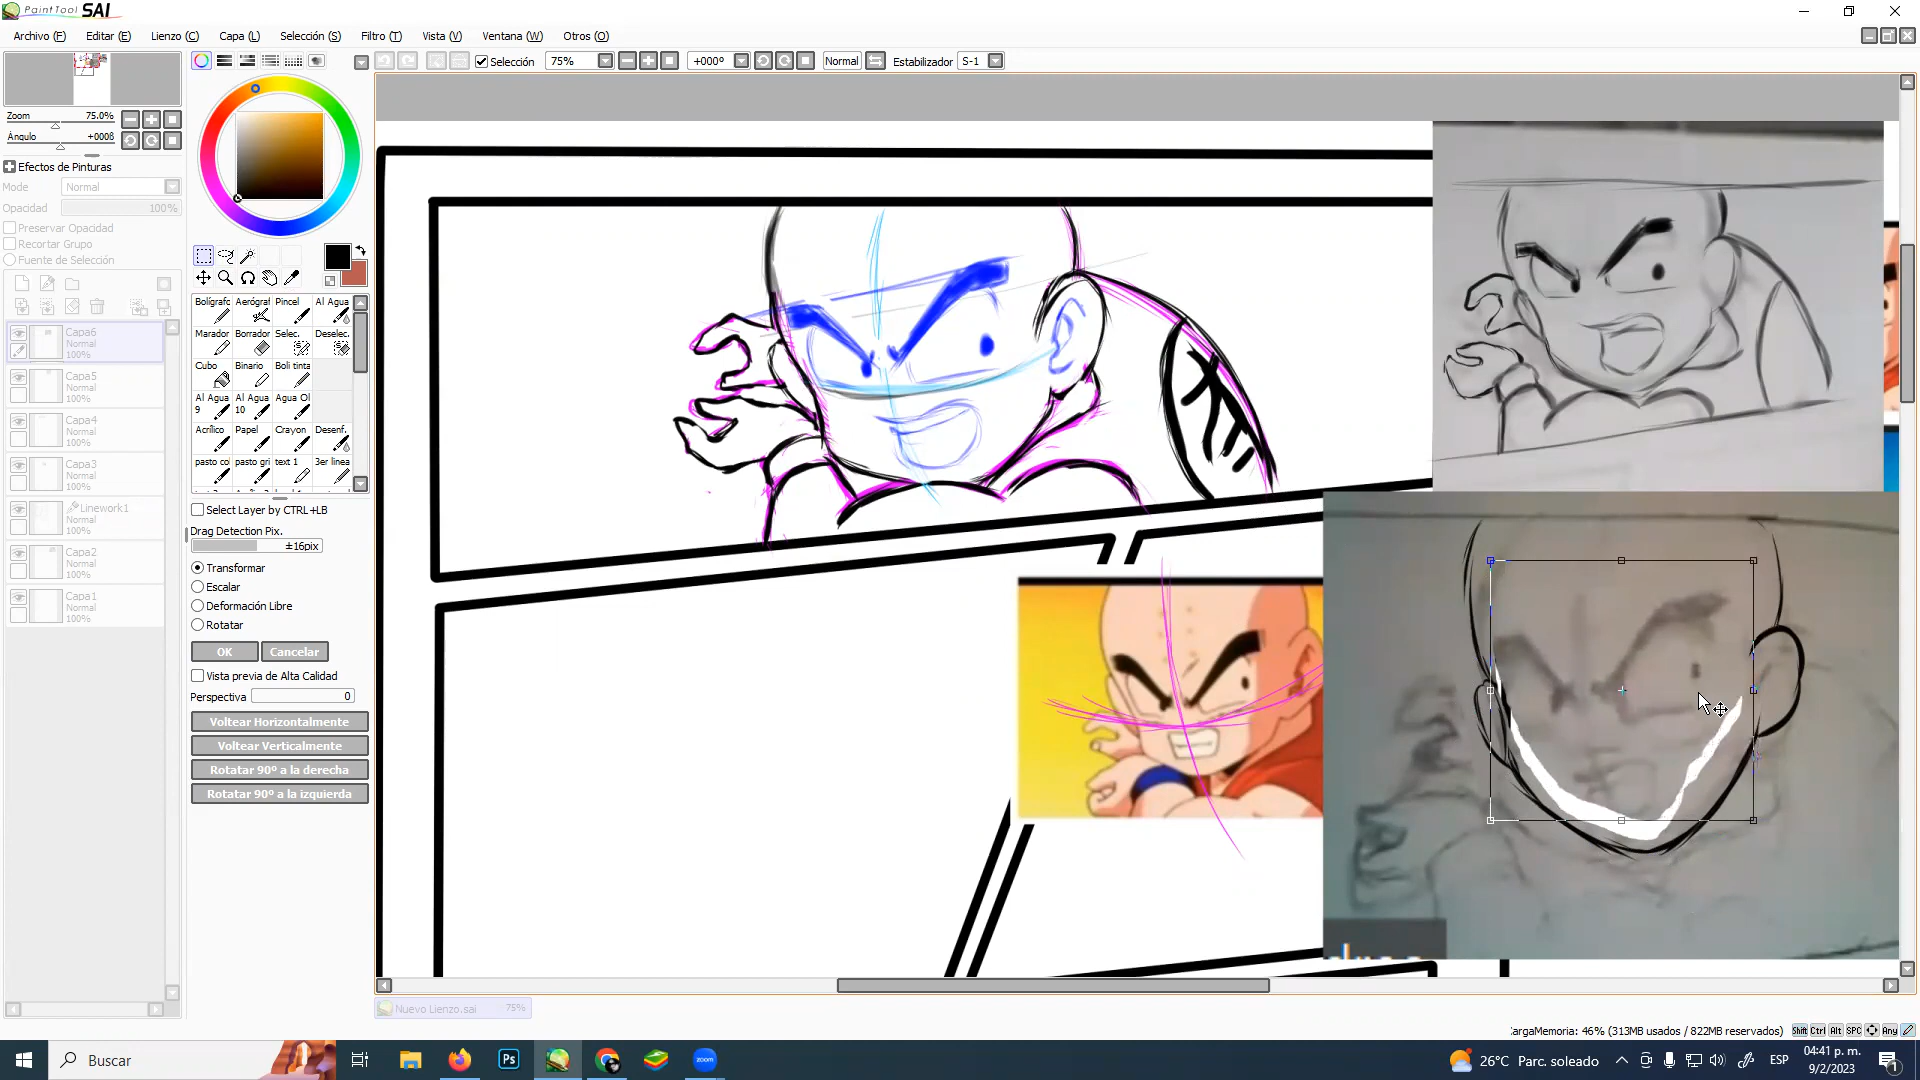 PaintTool SAI
Archivo (F) Editar (E) Lienzo (C) Capa (L) Selección (S) Filtro (T) Vista (V) Ventana (W) Otros (O)
Selección 75% +000º Normal Estabilizador S-1
Zoom 75.0%
Ángulo +000ß
Efectos de Pinturas
Mode Normal
Opacidad 100%
Preservar Opacidad
Recortar Grupo
Fuente de Selección
Capa6
Normal
100%
Capa5
Normal
100%
Capa4
Normal
100%
Capa3
Normal
100%
Linework1
Normal
100%
Capa2
Normal
100%
Capa1
Normal
100%
Bolígrafo Aerógraf Pincel Al Agua
Marador Borrador Selec. Deselec.
Cubo Binario Boli tinta
Al Agua 9 Al Agua 10 Agua Ol
Acrílico Papel Crayon Desenf.
pasto col pasto gri text 1 3er linea
Select Layer by CTRL+LB
Drag Detection Pix.
±16pix
Transformar
Escalar
Deformación Libre
Rotatar
OK Cancelar
Vista previa de Alta Calidad
Perspectiva 0
Voltear Horizontalmente
Voltear Verticalmente
Rotatar 90º a la derecha
Rotatar 90º a la izquierda
Nuevo Lienzo.sai 75%
CargaMemoria: 46% (313MB usados / 822MB reservados) Shift Ctrl Alt SPC Any
Buscar
Ps
zoom
26°C Parc. soleado
ESP
04:41 p. m.
9/2/2023
1